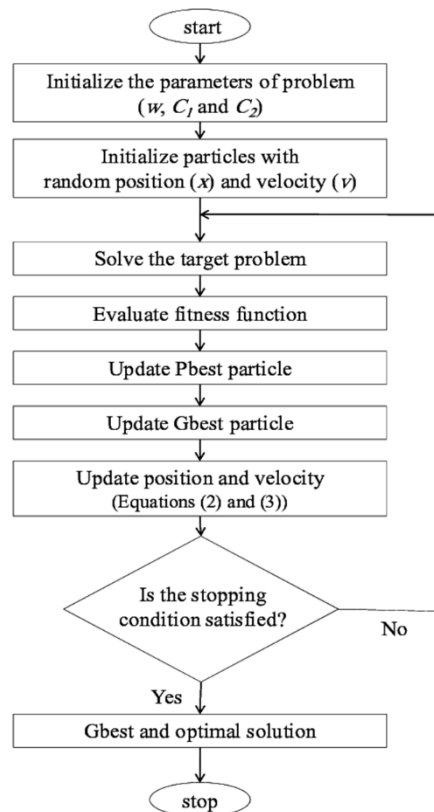 start
Initialize the parameters of problem
(w, C1 and C2)
Initialize particles with
random position (x) and velocity (v)
Solve the target problem
Evaluate fitness function
Update Pbest particle
Update Gbest particle
Update position and velocity
(Equations (2) and (3))
Is the stopping
condition satisfied?
No
Yes
Gbest and optimal solution
stop